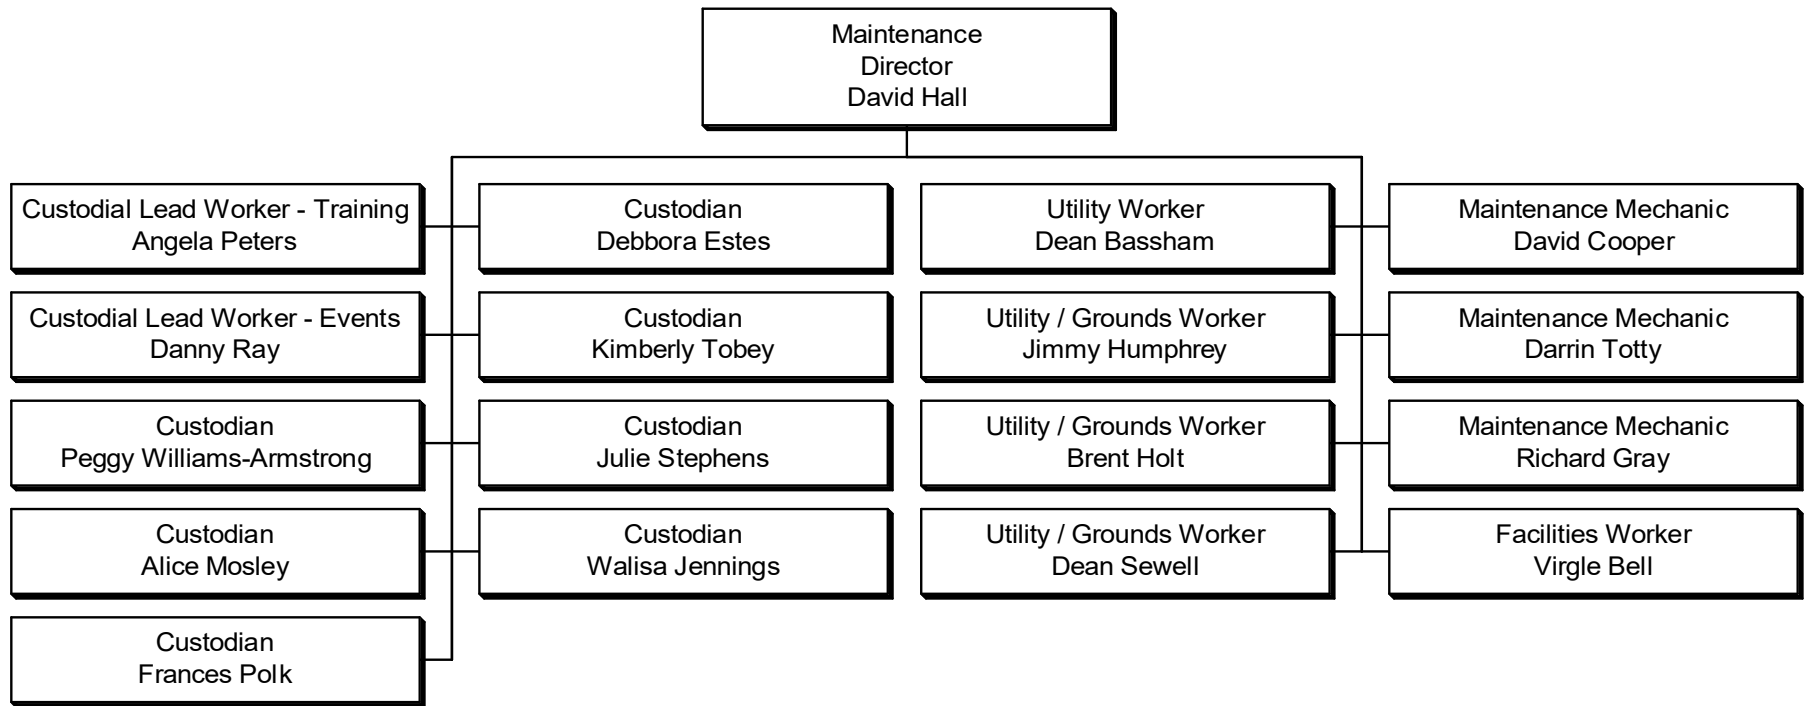 Maintenance
Director
David Hall
Custodial Lead Worker - Training
Angela Peters
Custodian
Debbora Estes
Utility Worker
Dean Bassham
Maintenance Mechanic
David Cooper
Custodial Lead Worker - Events
Danny Ray
Custodian
Kimberly Tobey
Utility / Grounds Worker
Jimmy Humphrey
Maintenance Mechanic
Darrin Totty
Custodian
Peggy Williams-Armstrong
Custodian
Julie Stephens
Utility / Grounds Worker
Brent Holt
Maintenance Mechanic
Richard Gray
Custodian
Alice Mosley
Custodian
Walisa Jennings
Utility / Grounds Worker
Dean Sewell
Facilities Worker
Virgle Bell
Custodian
Frances Polk